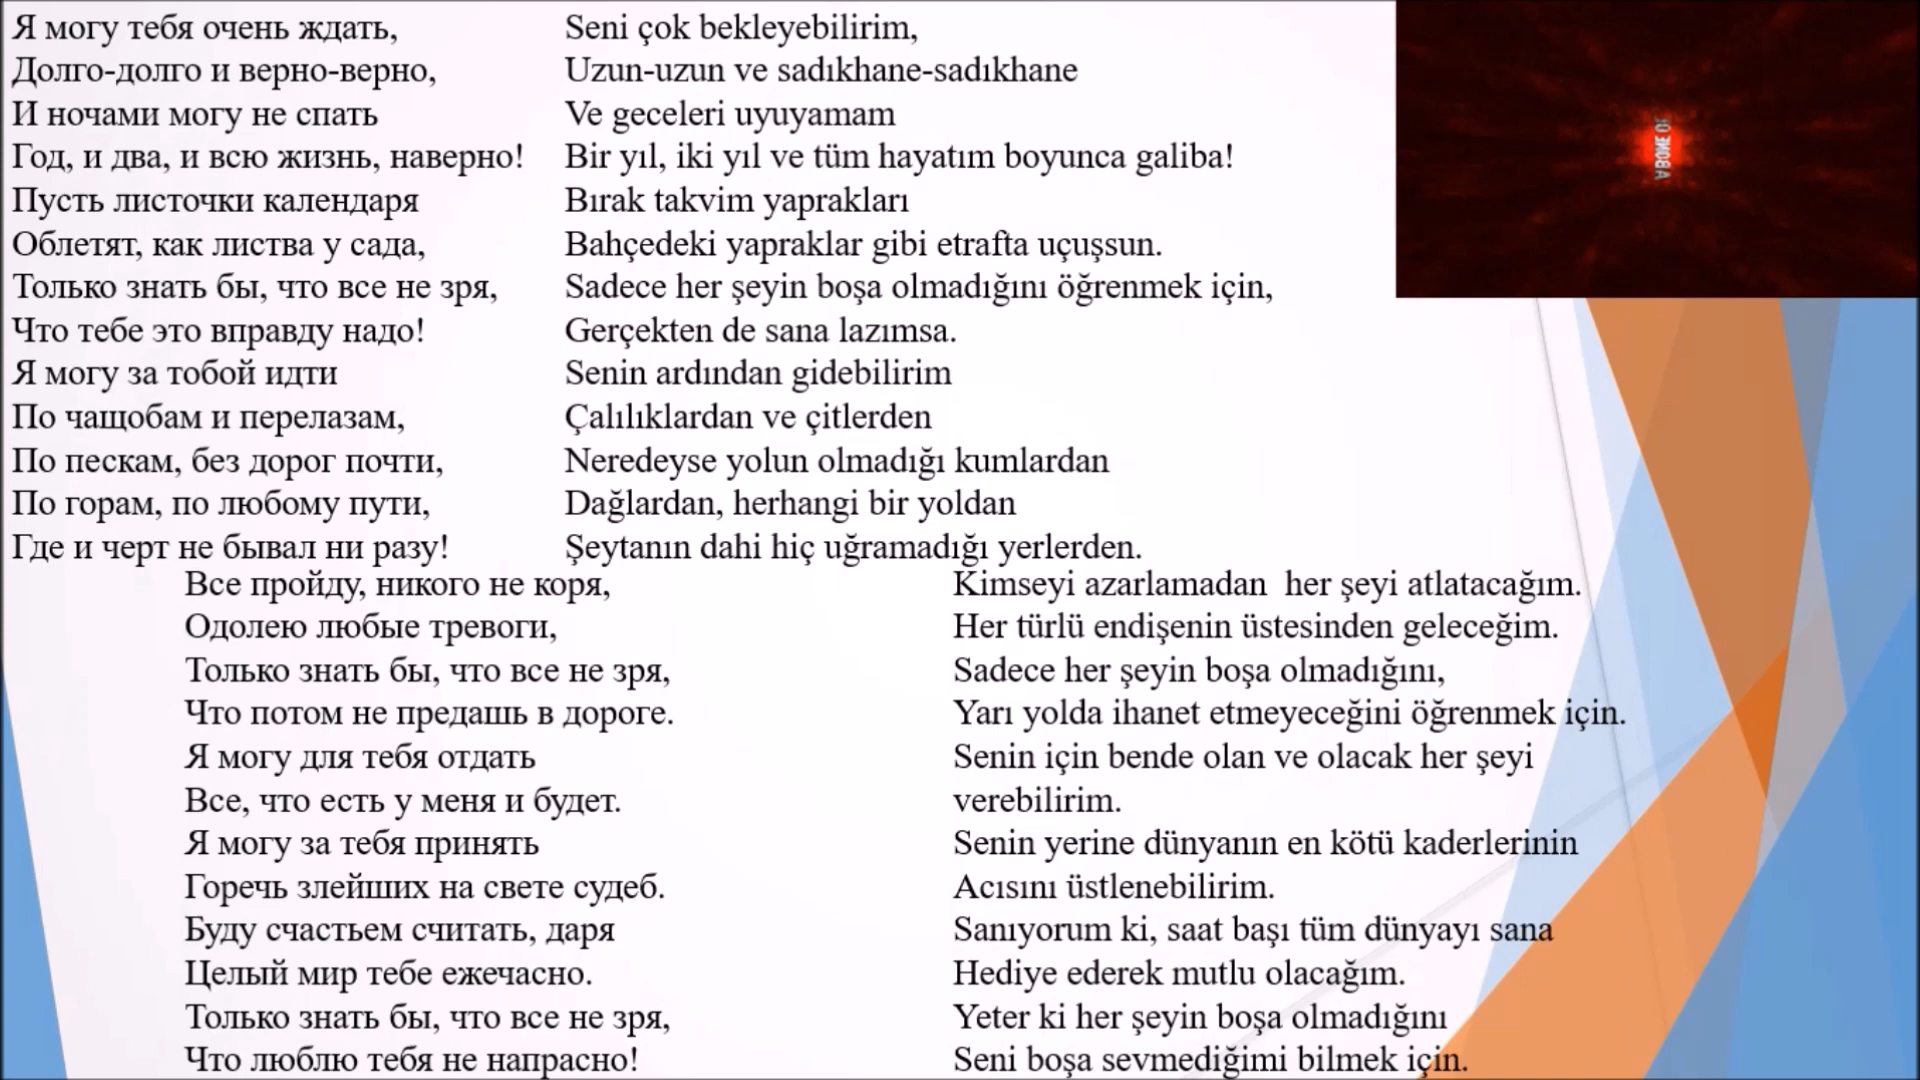 Я могу тебя очень ждать,
Долго-долго и верно-верно,
И ночами могу не спать
Год, и два, и всю жизнь, наверно!
Пусть листочки календаря
Облетят, как листва у сада,
Только знать бы, что все не зря,
Что тебе это вправду надо!
Я могу за тобой идти
По чащобам и перелазам,
По пескам, без дорог почти,
По горам, по любому пути,
Где и черт не бывал ни разу!
Seni çok bekleyebilirim,
Uzun-uzun ve sadıkhane-sadıkhane
Ve geceleri uyuyamam
Bir yıl, iki yıl ve tüm hayatım boyunca galiba!
Bırak takvim yaprakları
Bahçedeki yapraklar gibi etrafta uçuşsun.
Sadece her şeyin boşa olmadığını öğrenmek için,
Gerçekten de sana lazımsa.
Senin ardından gidebilirim
Çalılıklardan ve çitlerden
Neredeyse yolun olmadığı kumlardan
Dağlardan, herhangi bir yoldan
Şeytanın dahi hiç uğramadığı yerlerden.
Все пройду, никого не коря,
Одолею любые тревоги,
Только знать бы, что все не зря,
Что потом не предашь в дороге.
Я могу для тебя отдать
Все, что есть у меня и будет.
Я могу за тебя принять
Горечь злейших на свете судеб.
Буду счастьем считать, даря
Целый мир тебе ежечасно.
Только знать бы, что все не зря,
Что люблю тебя не напрасно!
Kimseyi azarlamadan  her şeyi atlatacağım.
Her türlü endişenin üstesinden geleceğim.
Sadece her şeyin boşa olmadığını,
Yarı yolda ihanet etmeyeceğini öğrenmek için.
Senin için bende olan ve olacak her şeyi
verebilirim.
Senin yerine dünyanın en kötü kaderlerinin
Acısını üstlenebilirim.
Sanıyorum ki, saat başı tüm dünyayı sana
Hediye ederek mutlu olacağım.
Yeter ki her şeyin boşa olmadığını
Seni boşa sevmediğimi bilmek için.